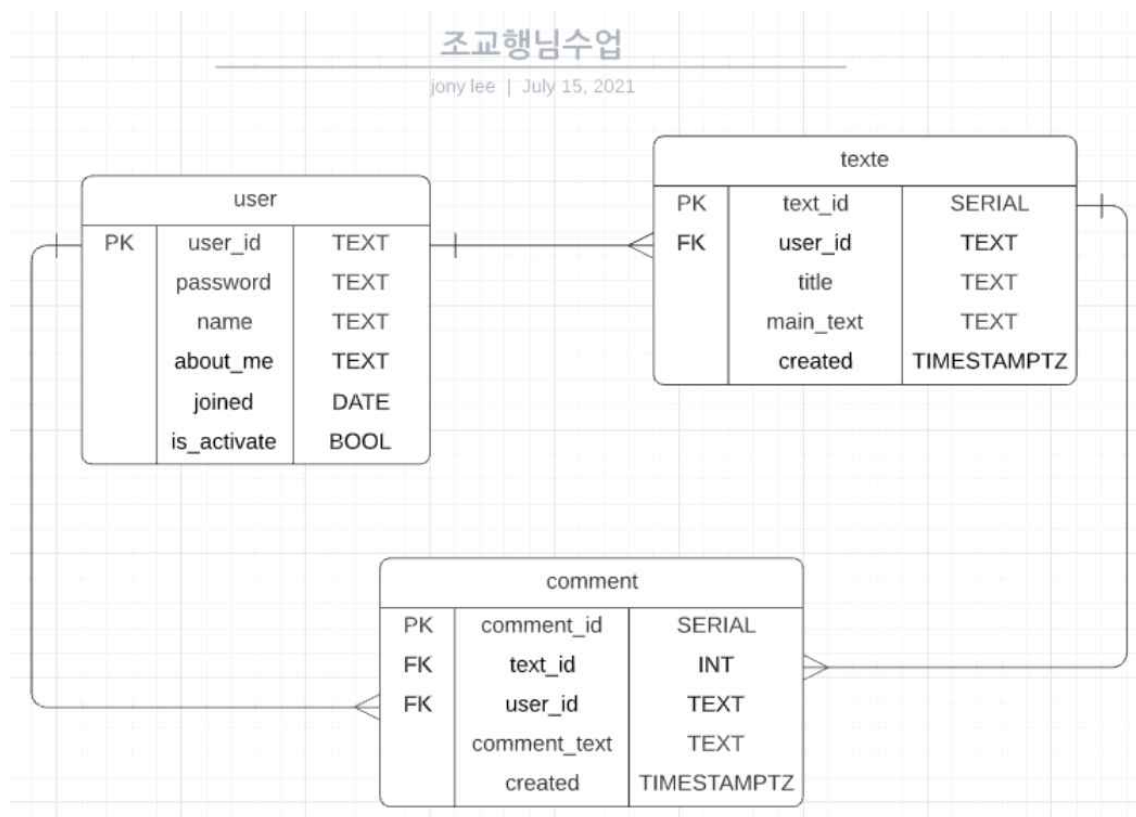 조교행님수업
jony lee | July 15, 2021
user
PK user_id TEXT
password TEXT
name TEXT
about_me TEXT
joined DATE
is_activate BOOL
texte
PK text_id SERIAL
FK user_id TEXT
title TEXT
main_text TEXT
created TIMESTAMPTZ
comment
PK comment_id SERIAL
FK text_id INT
FK user_id TEXT
comment_text TEXT
created TIMESTAMPTZ